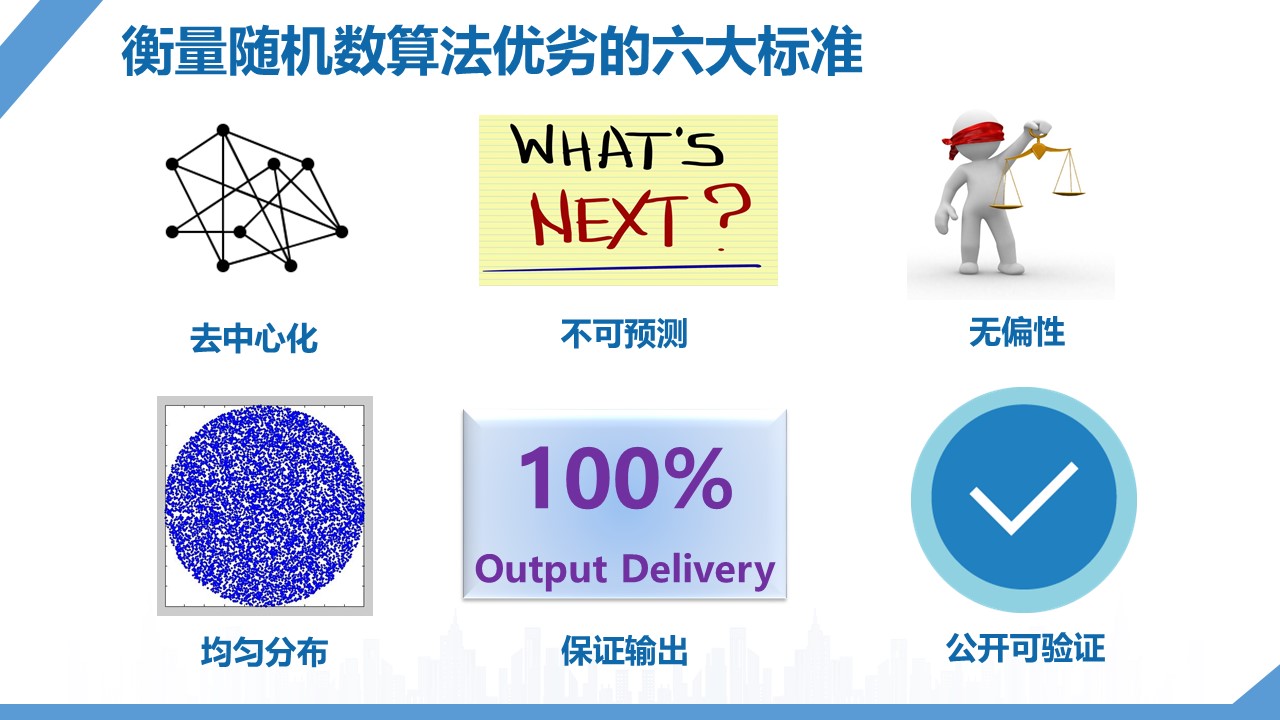 衡量随机数算法优劣的六大标准
WHAT'S
NEXT?
去中心化
不可预测
无偏性
100%
Output Delivery
均匀分布
保证输出
公开可验证